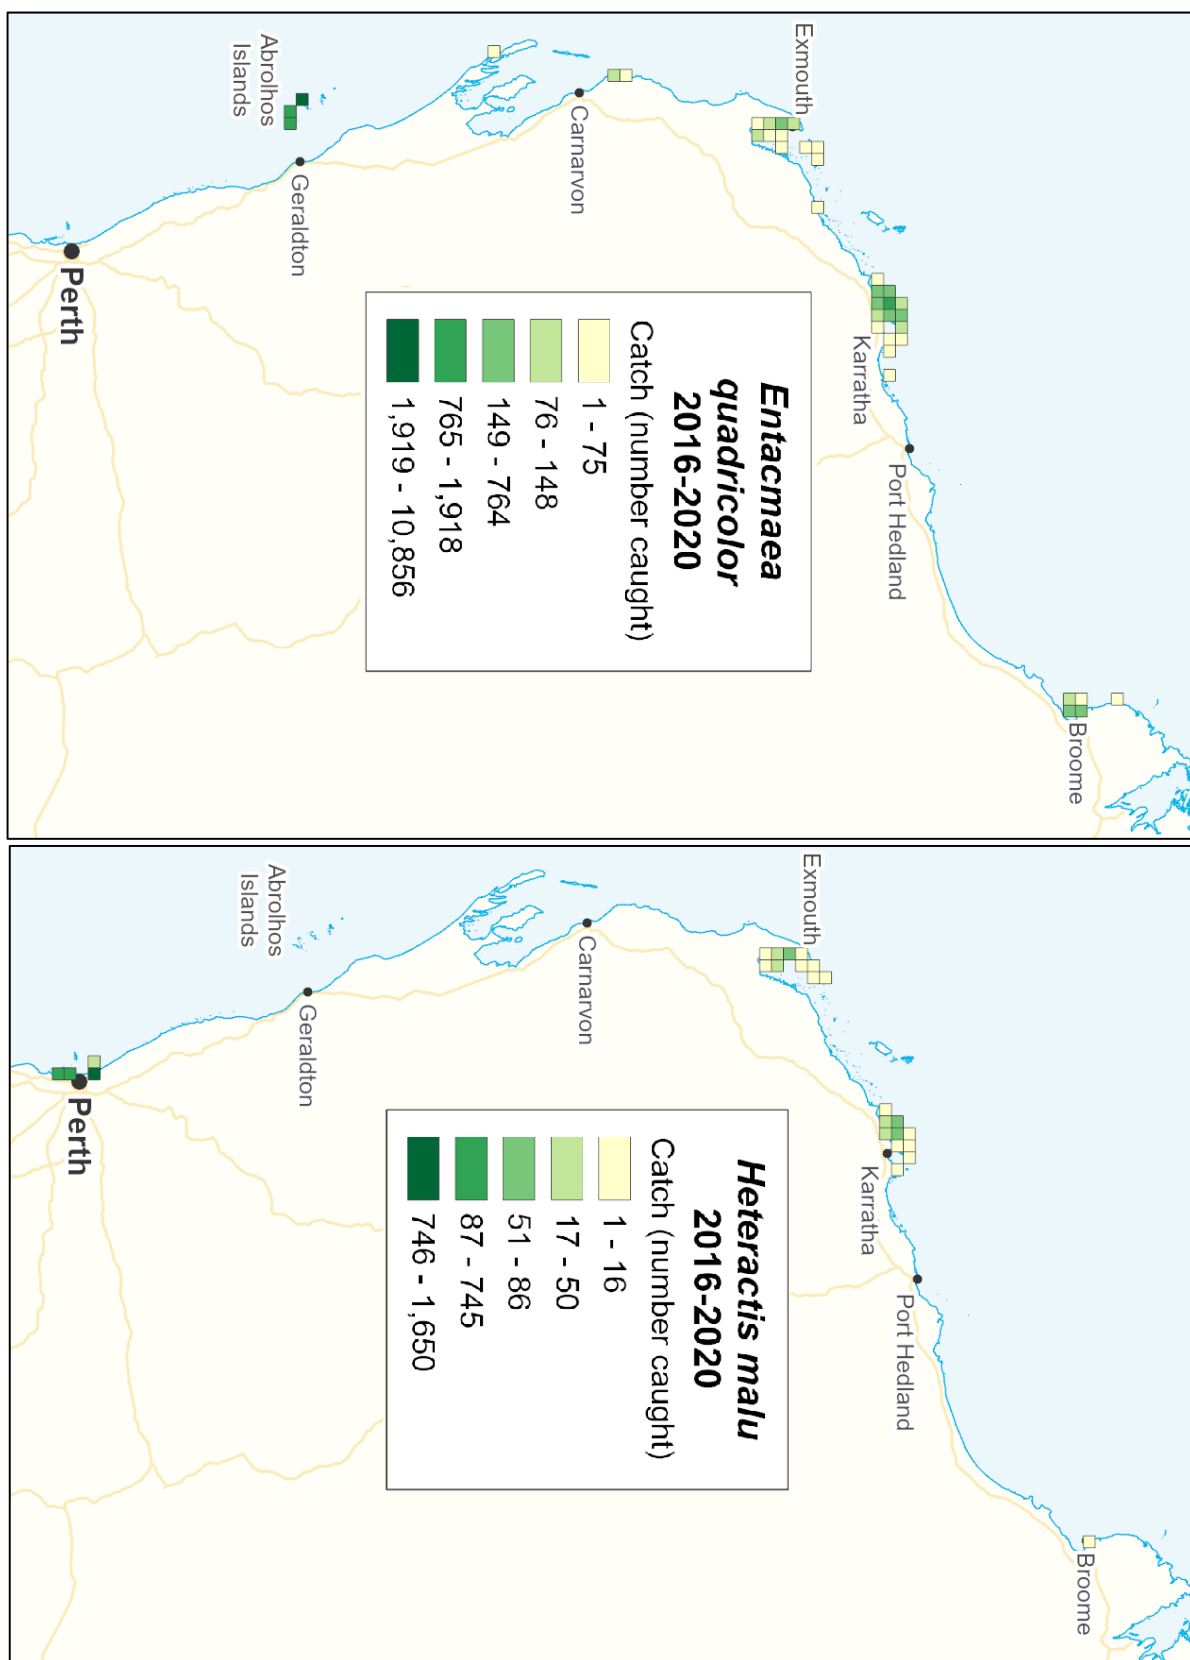 Abrolhos
Islands
Geraldton
Perth
Carnarvon
Exmouth
Karratha
Port Hedland
Broome
Entacmaea
quadricolor
2016-2020
Catch (number caught)
1 - 75
76 - 148
149 - 764
765 - 1,918
1,919 - 10,856
Abrolhos
Islands
Geraldton
Perth
Carnarvon
Exmouth
Karratha
Port Hedland
Broome
Heteractis malu
2016-2020
Catch (number caught)
1 - 16
17 - 50
51 - 86
87 - 745
746 - 1,650